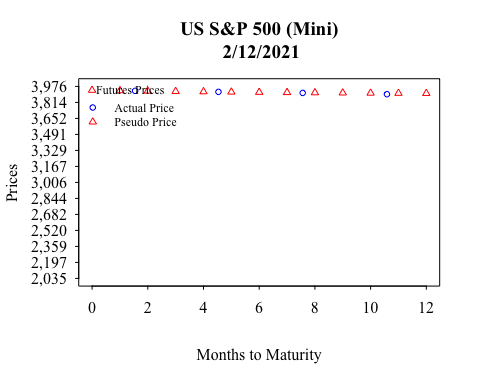 US S&P 500 (Mini)
2/12/2021
Prices
3,976
3,814
3,652
3,491
3,329
3,167
3,006
2,844
2,682
2,520
2,359
2,197
2,035
Futures Prices
Actual Price
Pseudo Price
0 2 4 6 8 10 12
Months to Maturity